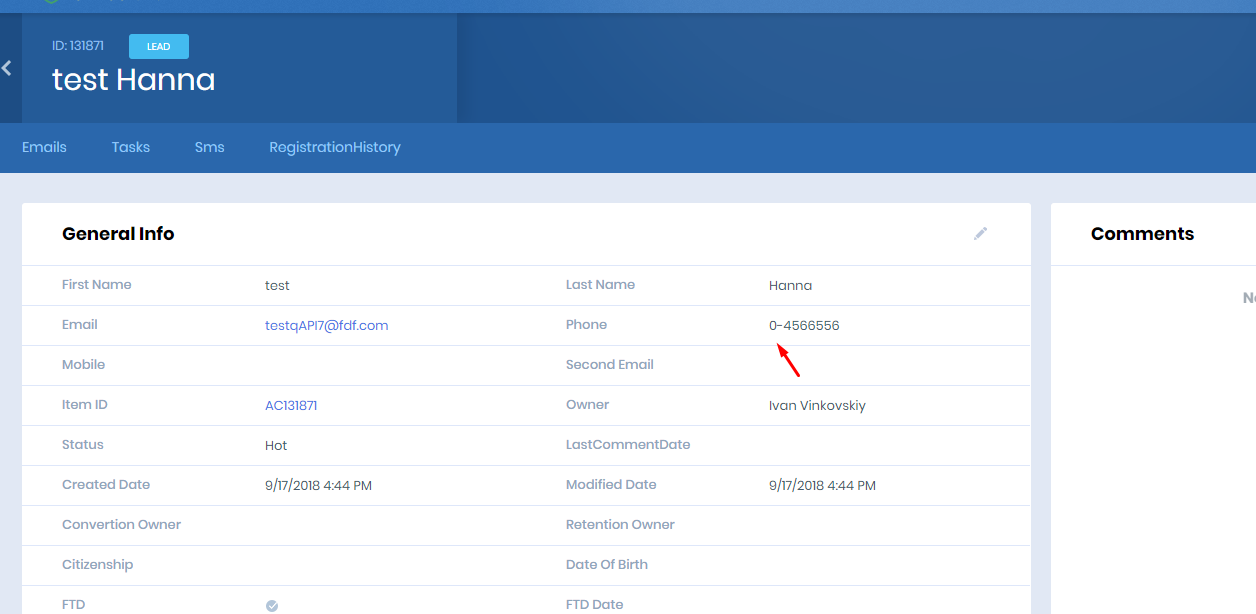 ID: 131871 LEAD
test Hanna
Emails Tasks Sms RegistrationHistory
General Info
Comments
First Name test Last Name Hanna
Email testqAPI7@fdf.com Phone 0-4566556
Mobile Second Email
Item ID AC131871 Owner Ivan Vinkovskiy
Status Hot LastCommentDate
Created Date 9/17/2018 4:44 PM Modified Date 9/17/2018 4:44 PM
Convertion Owner Retention Owner
Citizenship Date Of Birth
FTD FTD Date